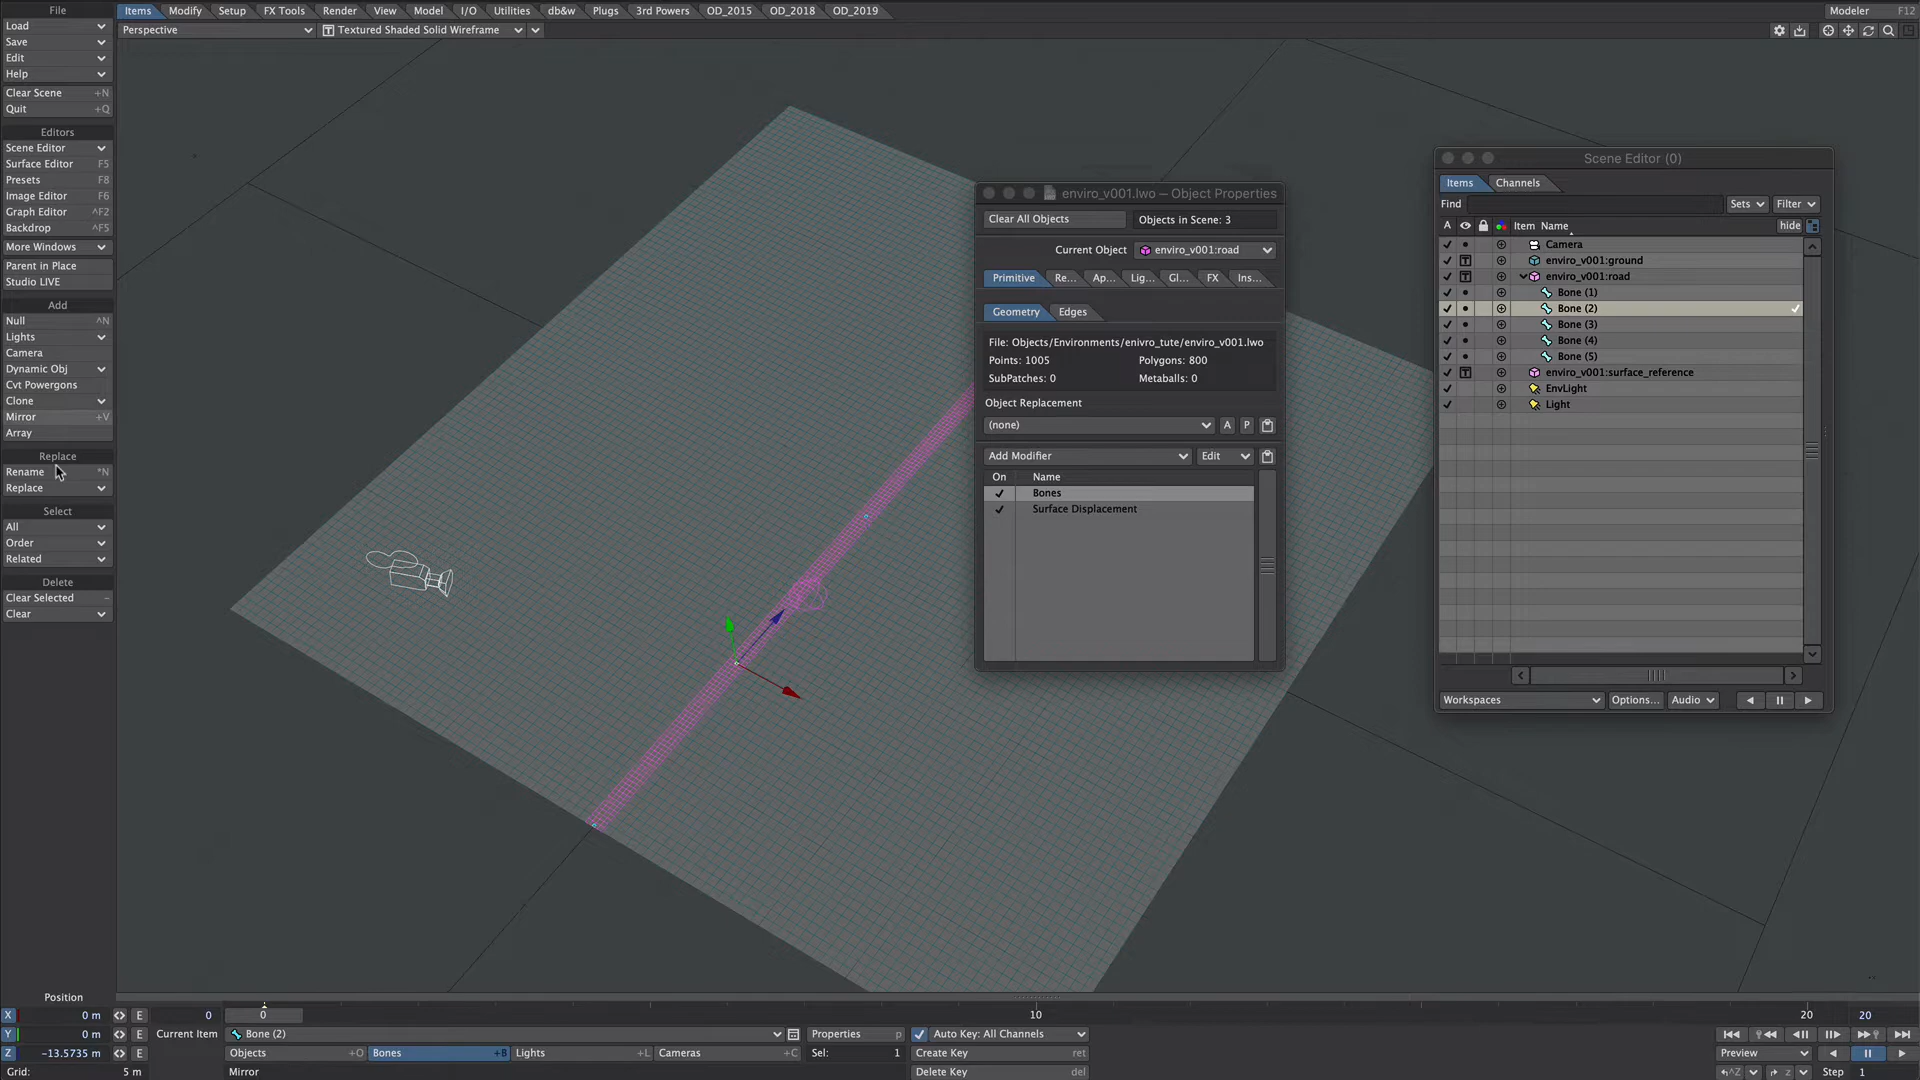 File Items Modify Setup FX Tools Render View Model I/O Utilities db&w Plugs 3rd Powers OD_2015 OD_2018 OD_2019 Modeler F12
Load Perspective Textured Shaded Solid Wireframe
Save
Edit
Help
Clear Scene +N
Quit +Q
Editors
Scene Editor
Surface Editor F5
Presets F8
Image Editor F6
Graph Editor ^F2
Backdrop ^F5
More Windows
Parent in Place
Studio LIVE
Add
Null ^N
Lights
Camera
Dynamic Obj
Cvt Powergons
Clone
Mirror +V
Array
Replace
Rename *N
Replace
Select
All
Order
Related
Delete
Clear Selected -
Clear
enviro_v001.lwo — Object Properties
Clear All Objects Objects in Scene: 3
Current Object enviro_v001:road
Primitive Re... Ap... Lig... Gl... FX Ins...
Geometry Edges
File: Objects/Environments/enivro_tute/enviro_v001.lwo
Points: 1005 Polygons: 800
SubPatches: 0 Metaballs: 0
Object Replacement
(none) A P
Add Modifier Edit
On Name
Bones
Surface Displacement
Scene Editor (0)
Items Channels
Find Sets Filter
A Item Name hide
Camera
T enviro_v001:ground
T enviro_v001:road
Bone (1)
Bone (2)
Bone (3)
Bone (4)
Bone (5)
T enviro_v001:surface_reference
EnvLight
Light
Workspaces Options... Audio
Position
X 0 m E 0 0 10 20 20
Y 0 m E Current Item Bone (2) Properties p Auto Key: All Channels
Z -13.5735 m E Objects +O Bones +B Lights +L Cameras +C Sel: 1 Create Key ret Preview
Grid: 5 m Mirror Delete Key del ^Z z Step 1